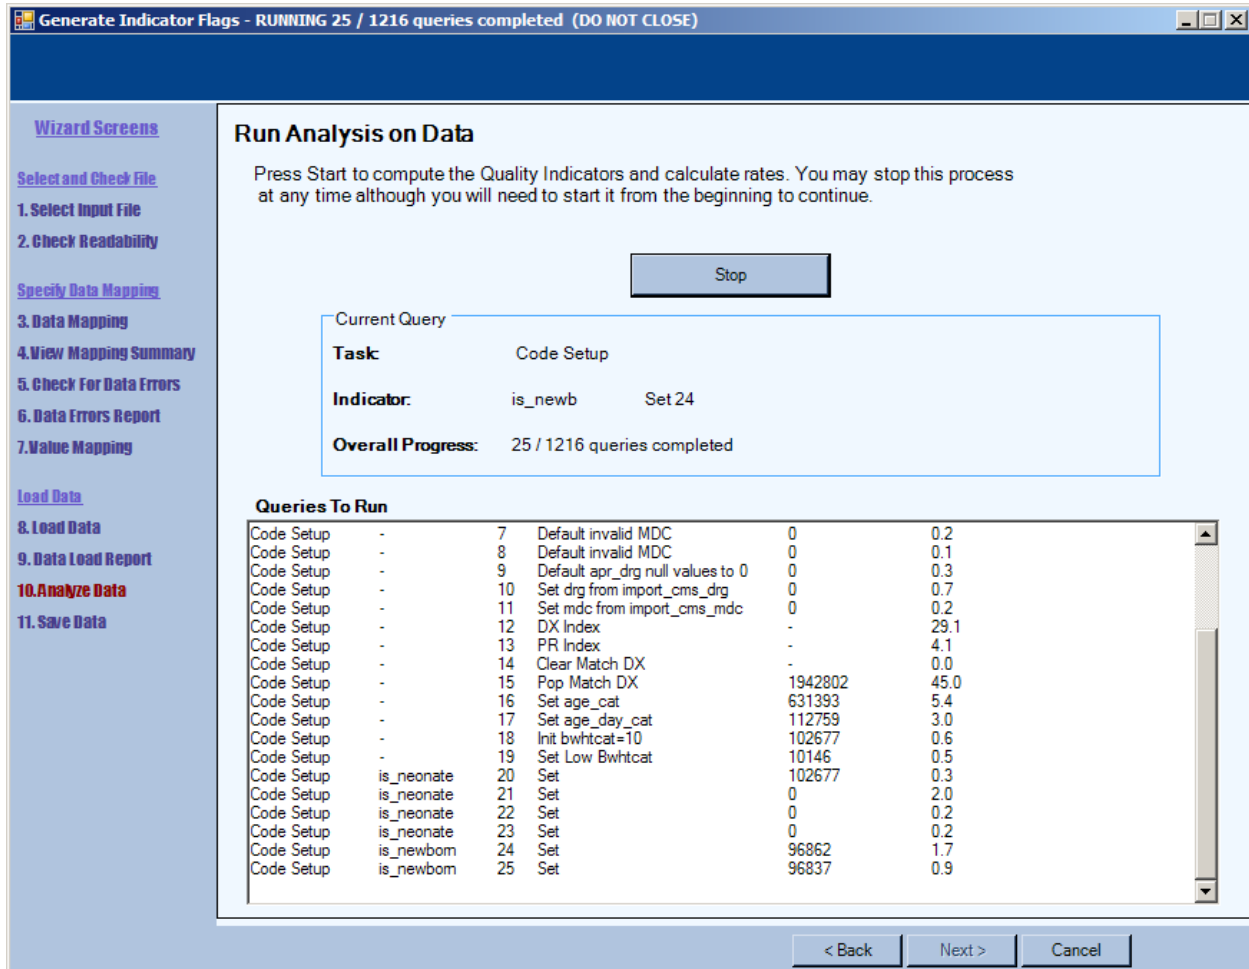 Generate Indicator Flags - RUNNING 25 / 1216 queries completed (DO NOT CLOSE)
Wizard Screens
Select and Check File
1. Select Input File
2. Check Readability
Specify Data Mapping
3. Data Mapping
4.View Mapping Summary
5. Check For Data Errors
6. Data Errors Report
7.Value Mapping
Load Data
8. Load Data
9. Data Load Report
10.Analyze Data
11. Save Data
Run Analysis on Data
Press Start to compute the Quality Indicators and calculate rates. You may stop this process
at any time although you will need to start it from the beginning to continue.
Stop
Current Query
Task: Code Setup
Indicator: is_newb Set 24
Overall Progress: 25 / 1216 queries completed
Queries To Run
Code Setup - 7 Default invalid MDC 0 0.2
Code Setup - 8 Default invalid MDC 0 0.1
Code Setup - 9 Default apr_drg null values to 0 0 0.3
Code Setup - 10 Set drg from import_cms_drg 0 0.7
Code Setup - 11 Set mdc from import_cms_mdc 0 0.2
Code Setup - 12 DX Index - 29.1
Code Setup - 13 PR Index - 4.1
Code Setup - 14 Clear Match DX - 0.0
Code Setup - 15 Pop Match DX 1942802 45.0
Code Setup - 16 Set age_cat 631393 5.4
Code Setup - 17 Set age_day_cat 112759 3.0
Code Setup - 18 Init bwhtcat=10 102677 0.6
Code Setup - 19 Set Low Bwhtcat 10146 0.5
Code Setup is_neonate 20 Set 102677 0.3
Code Setup is_neonate 21 Set 0 2.0
Code Setup is_neonate 22 Set 0 0.2
Code Setup is_neonate 23 Set 0 0.2
Code Setup is_newborn 24 Set 96862 1.7
Code Setup is_newborn 25 Set 96837 0.9
< Back
Next >
Cancel